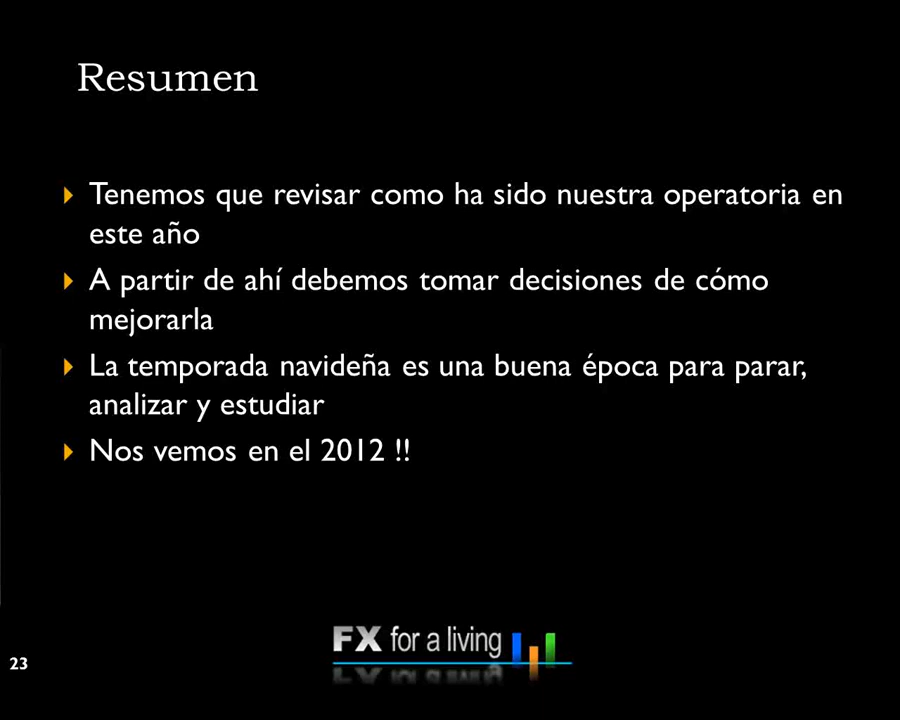 Resumen
Tenemos que revisar como ha sido nuestra operatoria en
este año
A partir de ahí debemos tomar decisiones de cómo
mejorarla
La temporada navideña es una buena época para parar,
analizar y estudiar
Nos vemos en el 2012 !!
FX for a living
23